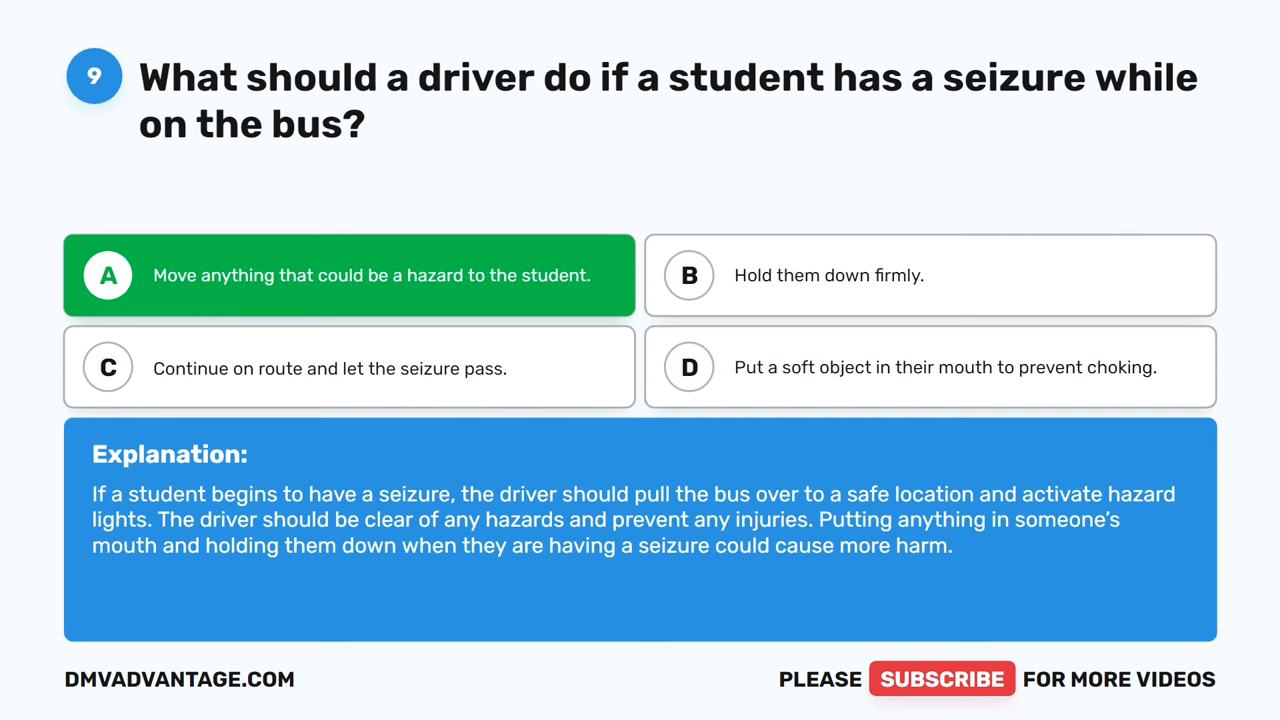 9
What should a driver do if a student has a seizure while
on the bus?
A Move anything that could be a hazard to the student.
B Hold them down firmly.
C Continue on route and let the seizure pass.
D Put a soft object in their mouth to prevent choking.
Explanation:
If a student begins to have a seizure, the driver should pull the bus over to a safe location and activate hazard
lights. The driver should be clear of any hazards and prevent any injuries. Putting anything in someone’s
mouth and holding them down when they are having a seizure could cause more harm.
DMVADVANTAGE.COM
PLEASE SUBSCRIBE FOR MORE VIDEOS